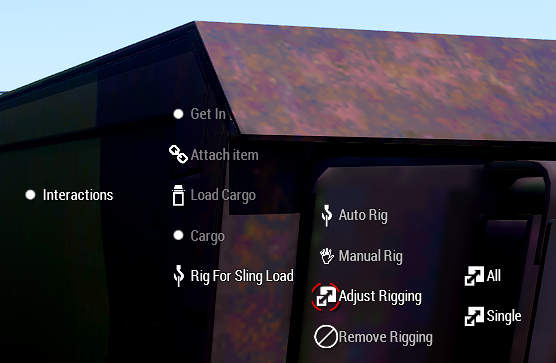 Get In
Attach item
Interactions
Load Cargo
Cargo
Rig For Sling Load
Auto Rig
Manual Rig
Adjust Rigging
Remove Rigging
All
Single